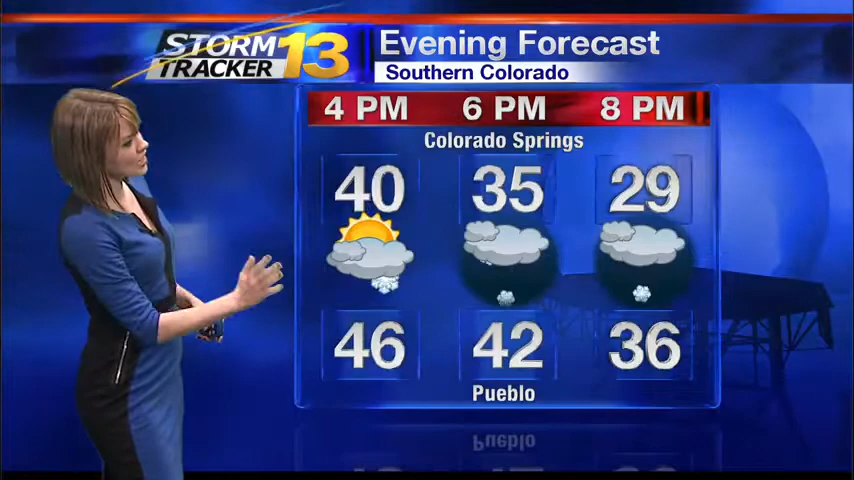 STORM
TRACKER 13
Evening Forecast
Southern Colorado
4 PM 6 PM 8 PM
Colorado Springs
40 35 29
46 42 36
Pueblo